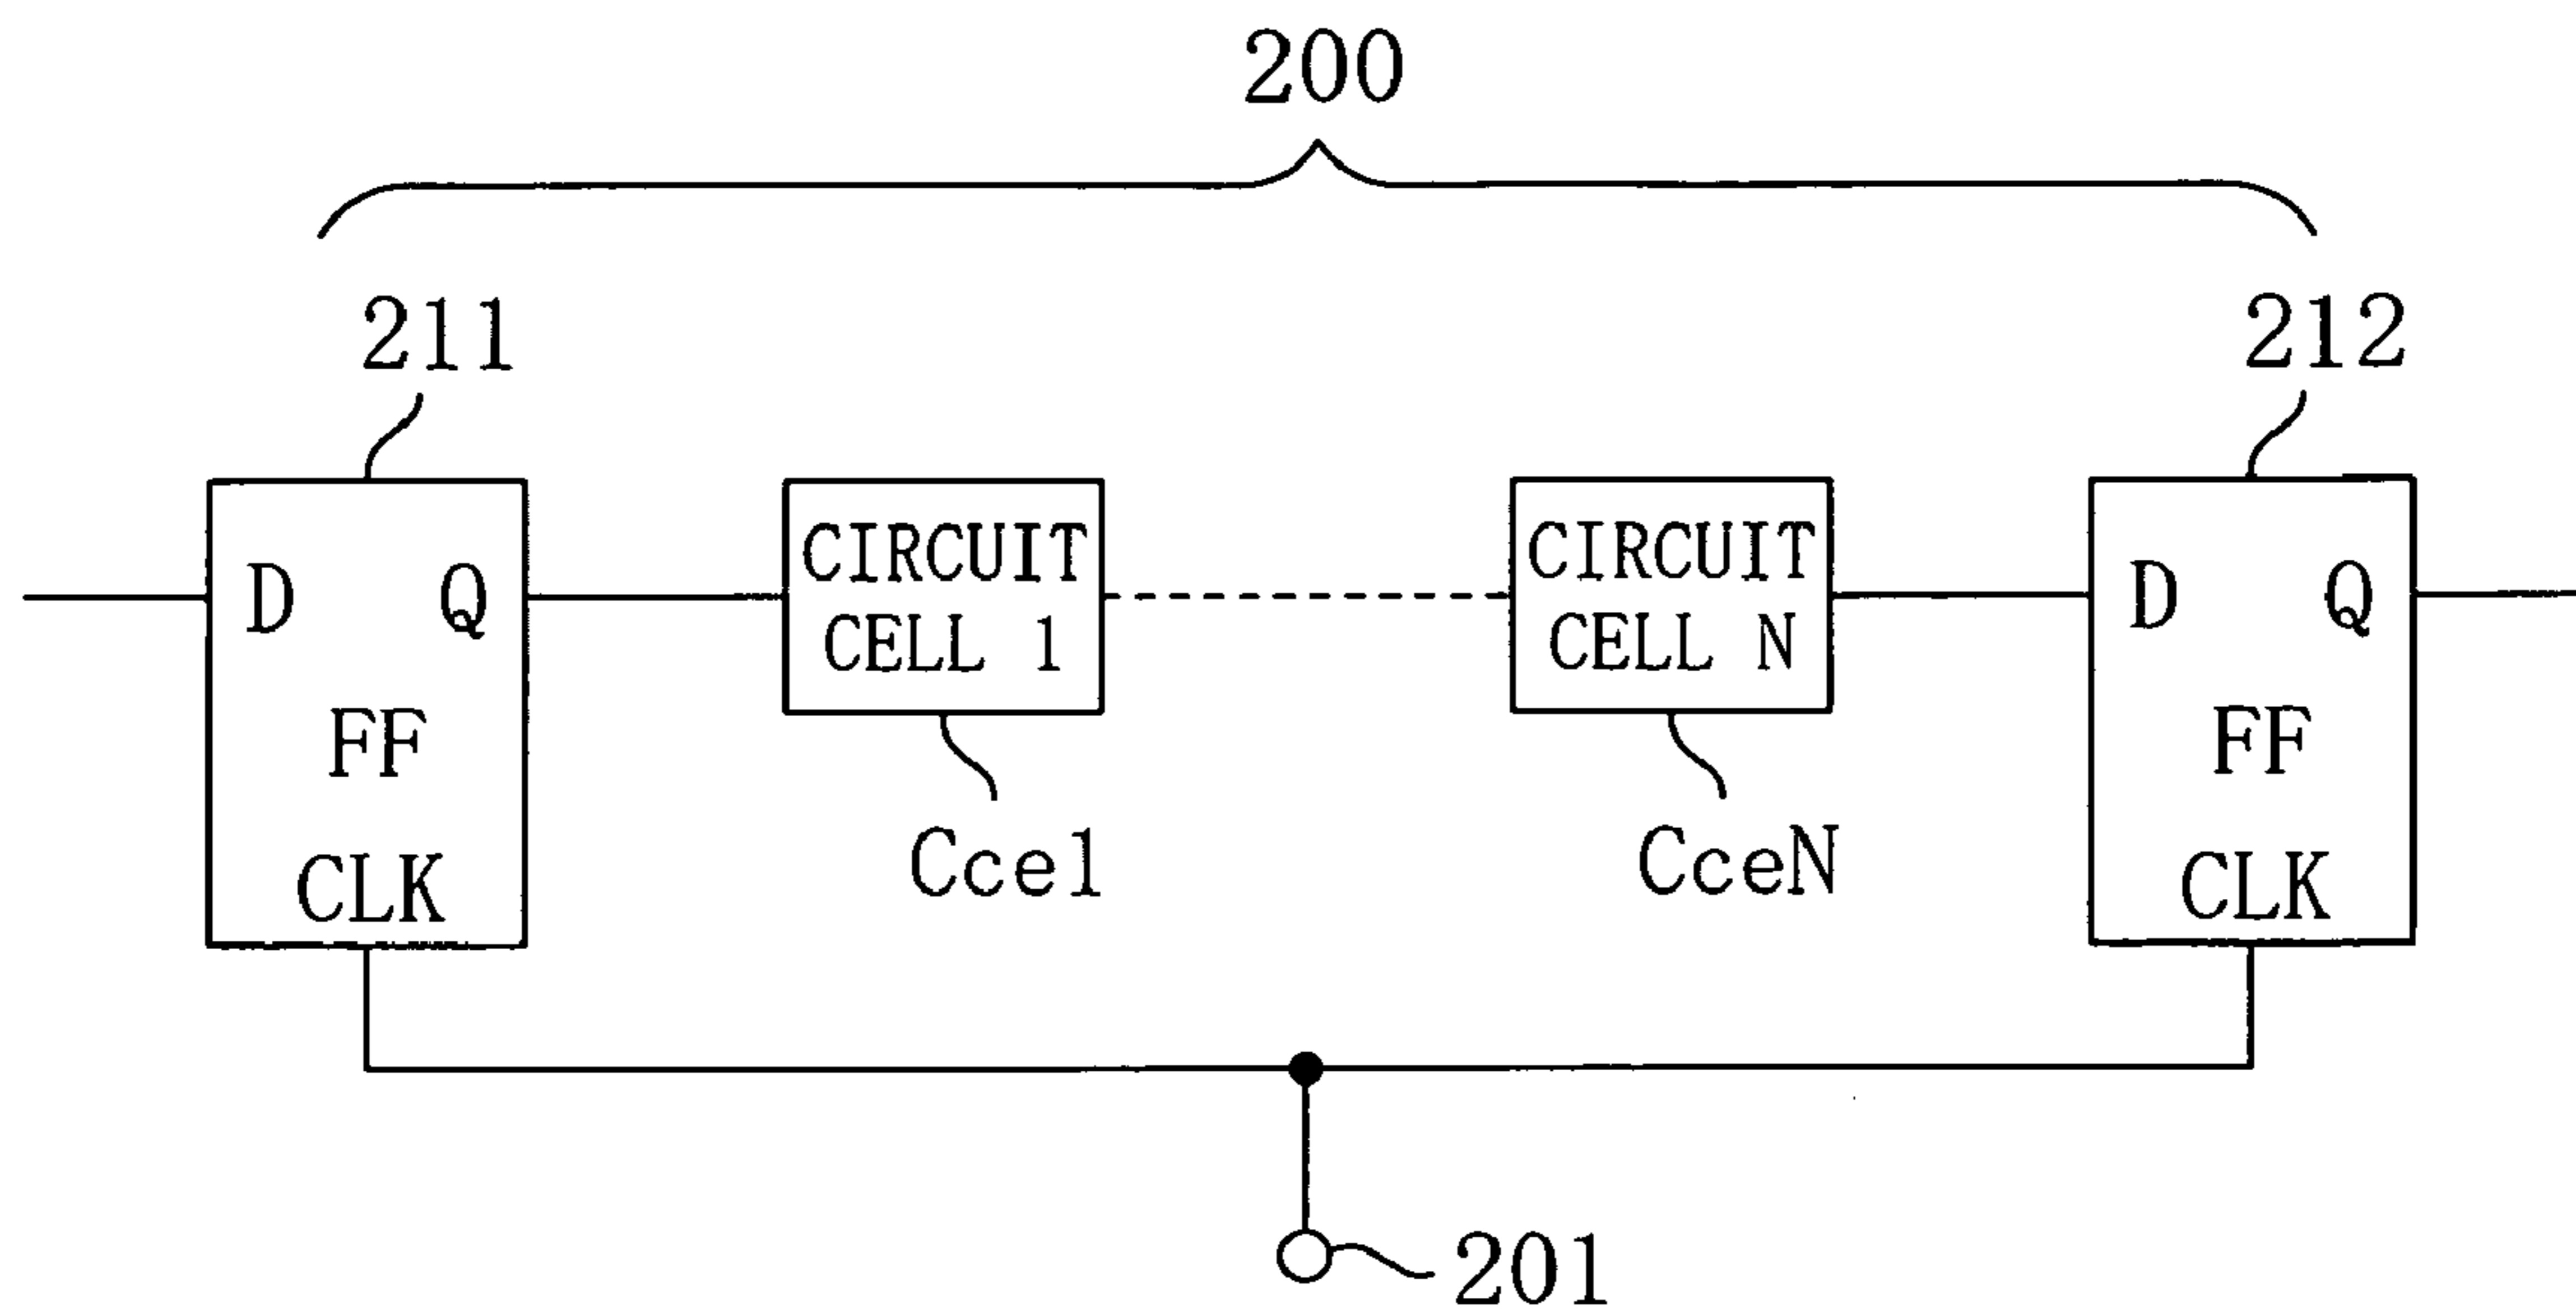 200
211
212
D Q
FF
CLK
CIRCUIT
CELL 1
CIRCUIT
CELL N
D Q
FF
CLK
Cce1
CceN
201